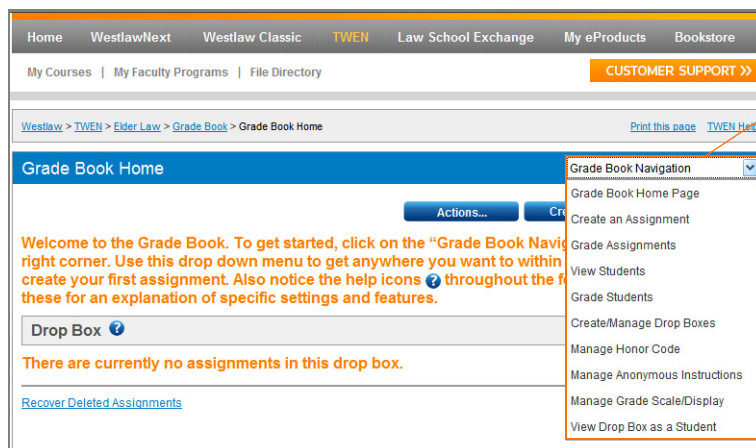 Home WestlawNext Westlaw Classic TWEN Law School Exchange My eProducts Bookstore
My Courses | My Faculty Programs | File Directory
CUSTOMER SUPPORT >>
Westlaw > TWEN > Elder Law > Grade Book > Grade Book Home
Print this page TWEN Help
Grade Book Home
Grade Book Navigation
Grade Book Home Page
Create an Assignment
Grade Assignments
View Students
Grade Students
Create/Manage Drop Boxes
Manage Honor Code
Manage Anonymous Instructions
Manage Grade Scale/Display
View Drop Box as a Student
Actions...
Welcome to the Grade Book. To get started, click on the “Grade Book Navig
right corner. Use this drop down menu to get anywhere you want to within
create your first assignment. Also notice the help icons ? throughout the f
these for an explanation of specific settings and features.
Drop Box ?
There are currently no assignments in this drop box.
Recover Deleted Assignments